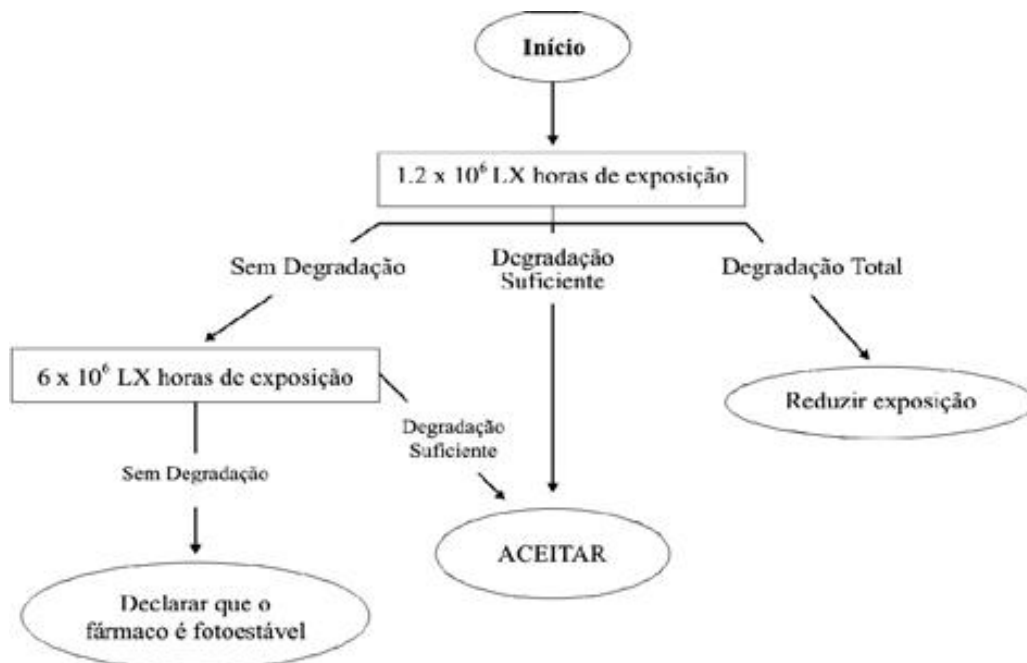 Início
1.2 x 10⁶ LX horas de exposição
Sem Degradação
Degradação
Suficiente
Degradação Total
6 x 10⁶ LX horas de exposição
Reduzir exposição
Degradação
Suficiente
Sem Degradação
ACEITAR
Declarar que o
fármaco é fotoestável